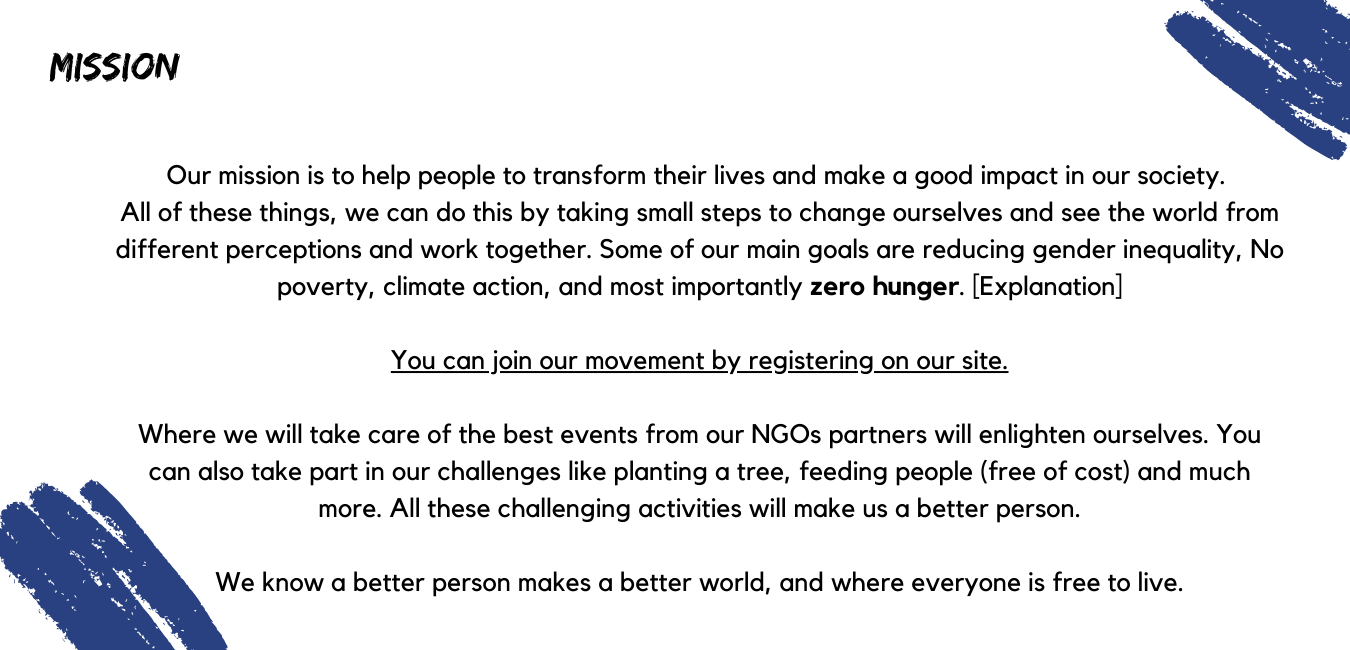 MISSION
Our mission is to help people to transform their lives and make a good impact in our society.
All of these things, we can do this by taking small steps to change ourselves and see the world from
different perceptions and work together. Some of our main goals are reducing gender inequality, No
poverty, climate action, and most importantly zero hunger. [Explanation]
You can join our movement by registering on our site.
Where we will take care of the best events from our NGOs partners will enlighten ourselves. You
can also take part in our challenges like planting a tree, feeding people (free of cost) and much
more. All these challenging activities will make us a better person.
We know a better person makes a better world, and where everyone is free to live.